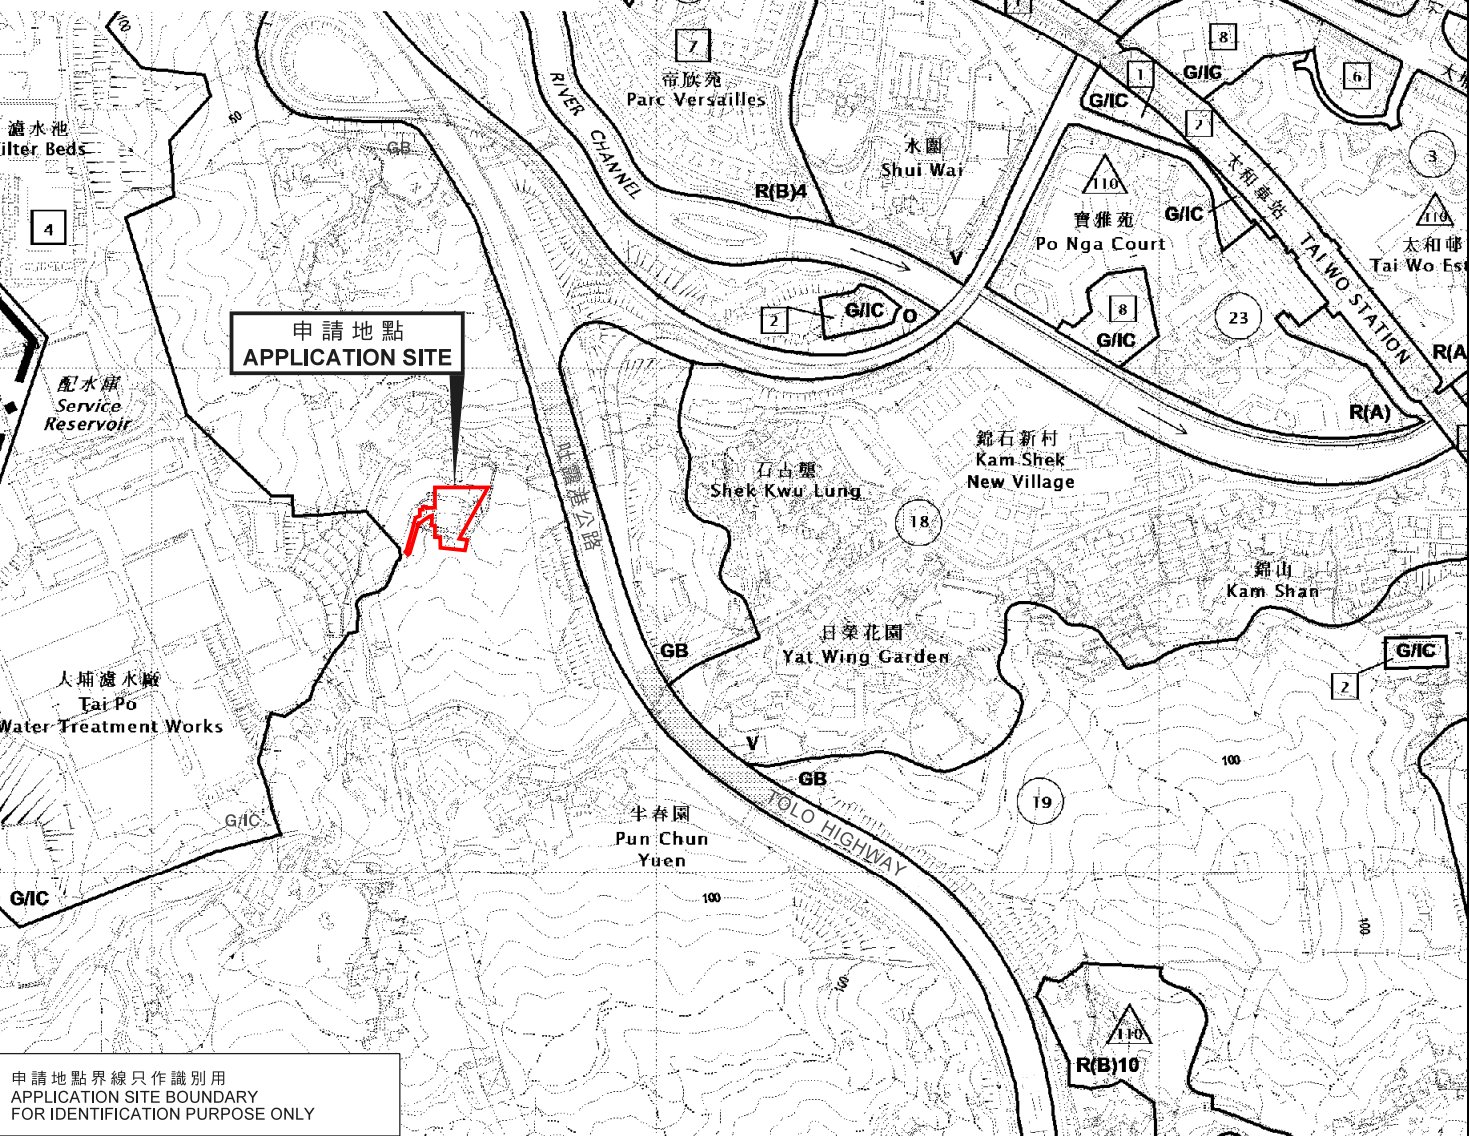 100
7
帝欣苑
Parc Versailles
1
8
G/IC
1
G/IC
6
7
3
濾水池
ilter Beds
50
GB
RIVER CHANNEL
水圍
Shui Wai
110
太和車站
4
R(B)4
寶雅苑
Po Nga Court
G/IC
110
太和邨
Tai Wo Est
TAI WO STATION
V
申請地點
APPLICATION SITE
2
G/IC
O
8
G/IC
23
R(A
配水庫
Service
Reservoir
R(A)
吐露港公路
石古壟
Shek Kwu Lung
錦石新村
Kam Shek
New Village
18
錦山
Kam Shan
日榮花園
Yat Wing Garden
GB
G/IC
2
大埔濾水廠
Tai Po
Water Treatment Works
V
GB
100
19
TOLO HIGHWAY
半春園
Pun Chun
Yuen
G/IC
G/IC
100
100
110
R(B)10
申請地點界線只作識別用
APPLICATION SITE BOUNDARY
FOR IDENTIFICATION PURPOSE ONLY